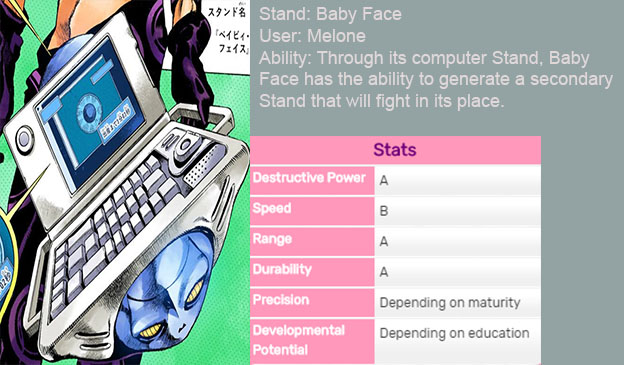 スタンド名
『ベイビィ・
フェイス』
Stand: Baby Face
User: Melone
Ability: Through its computer Stand, Baby
Face has the ability to generate a secondary
Stand that will fight in its place.
Stats
Destructive Power A
Speed B
Range A
Durability A
Precision Depending on maturity
Developmental Depending on education
Potential